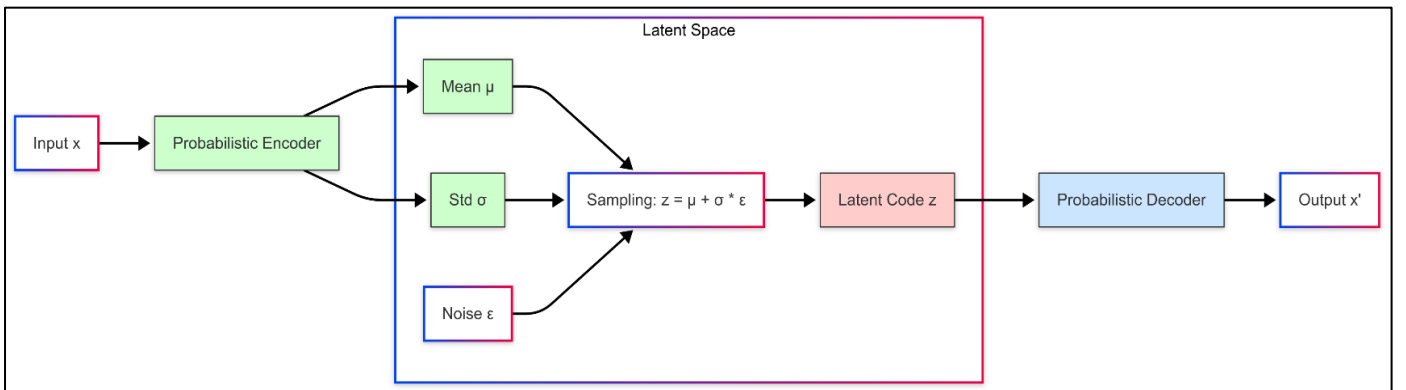 Latent Space
Mean μ
Input x
Probabilistic Encoder
Std σ
Sampling: z = μ + σ * ε
Latent Code z
Probabilistic Decoder
Output x'
Noise ε